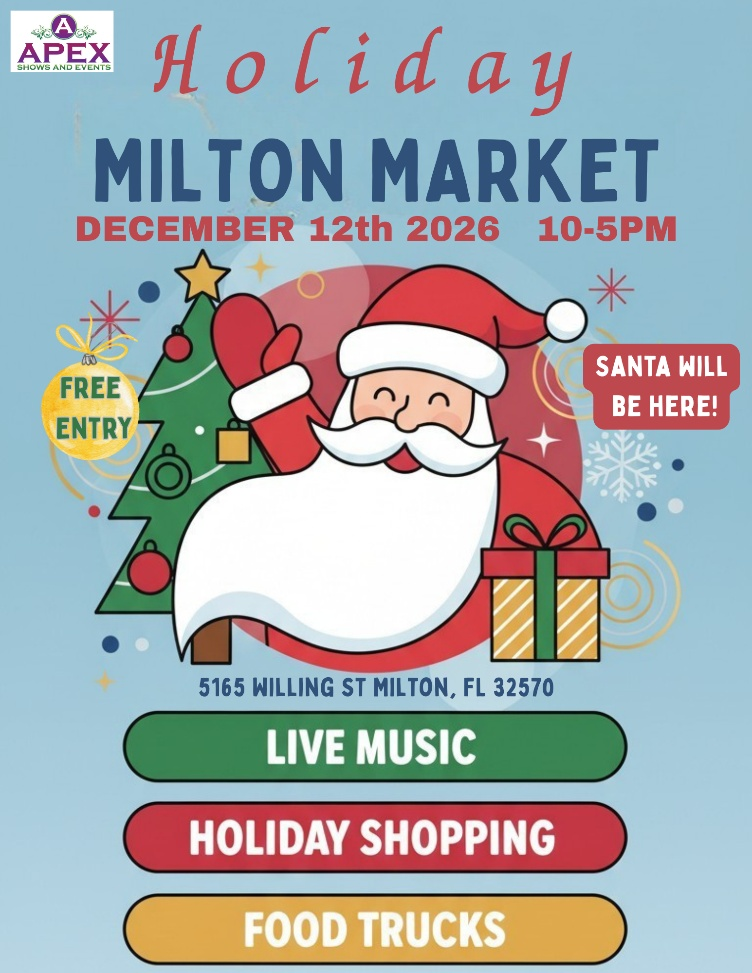 A
APEX
SHOWS AND EVENTS
Holiday
MILTON MARKET
DECEMBER 12th 2026 10-5PM
FREE
ENTRY
SANTA WILL
BE HERE!
5165 WILLING ST MILTON, FL 32570
LIVE MUSIC
HOLIDAY SHOPPING
FOOD TRUCKS